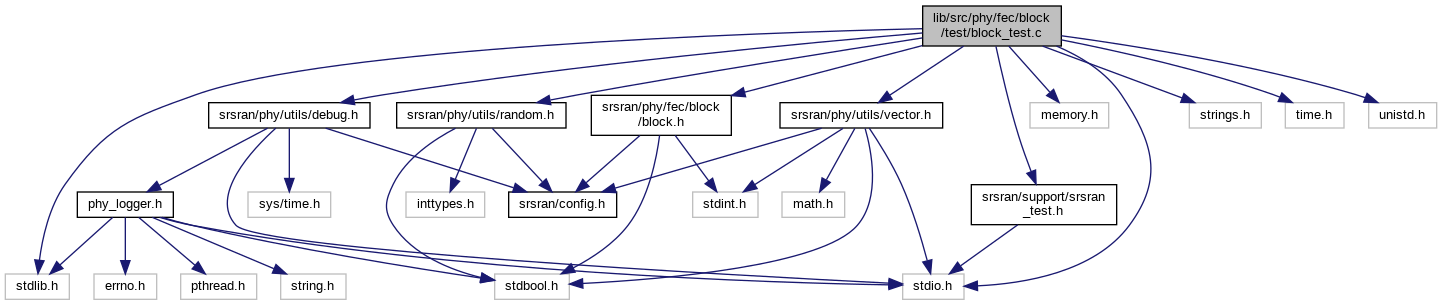 lib/src/phy/fec/block
/test/block_test.c
srsran/phy/utils/debug.h
srsran/phy/utils/random.h
srsran/phy/fec/block
/block.h
srsran/phy/utils/vector.h
memory.h
strings.h
time.h
unistd.h
phy_logger.h
sys/time.h
inttypes.h
srsran/config.h
stdint.h
math.h
srsran/support/srsran
_test.h
stdlib.h
errno.h
pthread.h
string.h
stdbool.h
stdio.h